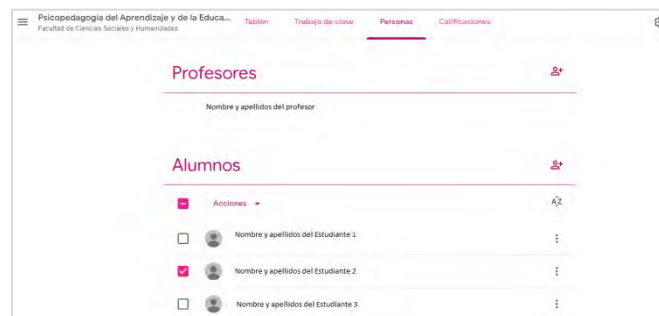 Psicopedagogía del Aprendizaje y de la Educa...
Facultad de Ciencias Sociales y Humanidades
Tablón Trabajo de clase Personas Calificaciones
Profesores
Nombre y apellidos del profesor
Alumnos
Acciones
AZ
Nombre y apellidos del Estudiante 1
Nombre y apellidos del Estudiante 2
Nombre y apellidos del Estudiante 3